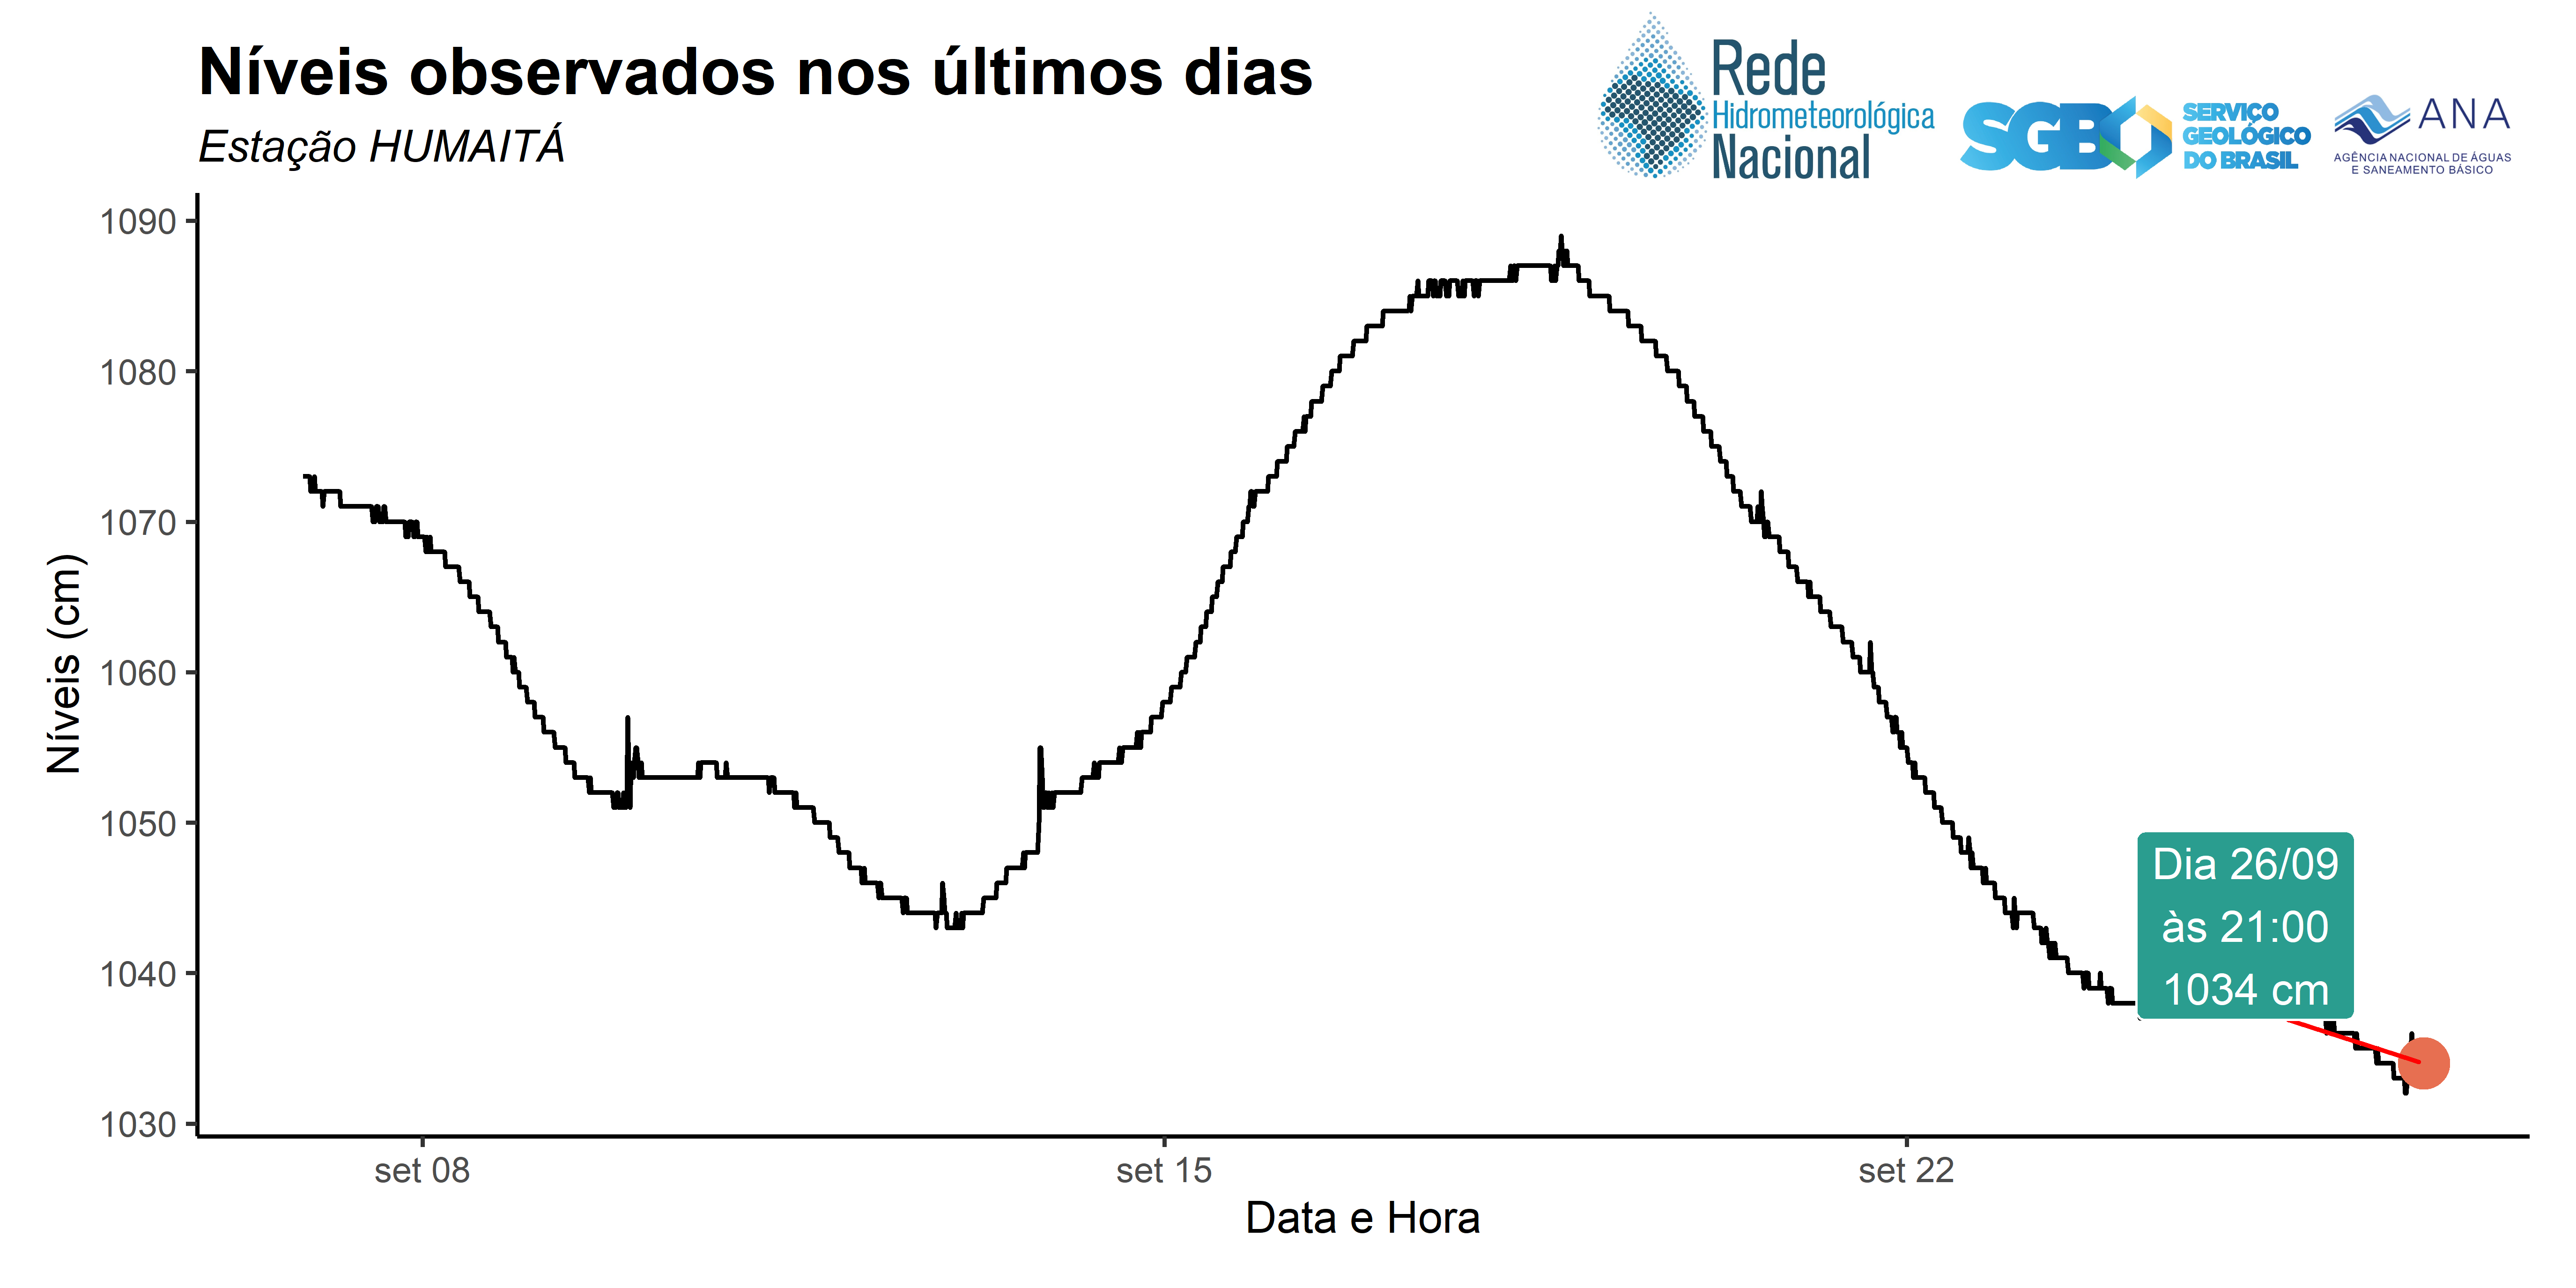 Níveis observados nos últimos dias
Estação HUMAITÁ
Rede
Hidrometeorológica
Nacional
SGB
SERVIÇO
GEOLÓGICO
DO BRASIL
ANA
AGÊNCIA NACIONAL DE ÁGUAS
E SANEAMENTO BÁSICO
Níveis (cm)
1090
1080
1070
1060
1050
1040
1030
Dia 26/09
às 21:00
1034 cm
set 08
set 15
set 22
Data e Hora